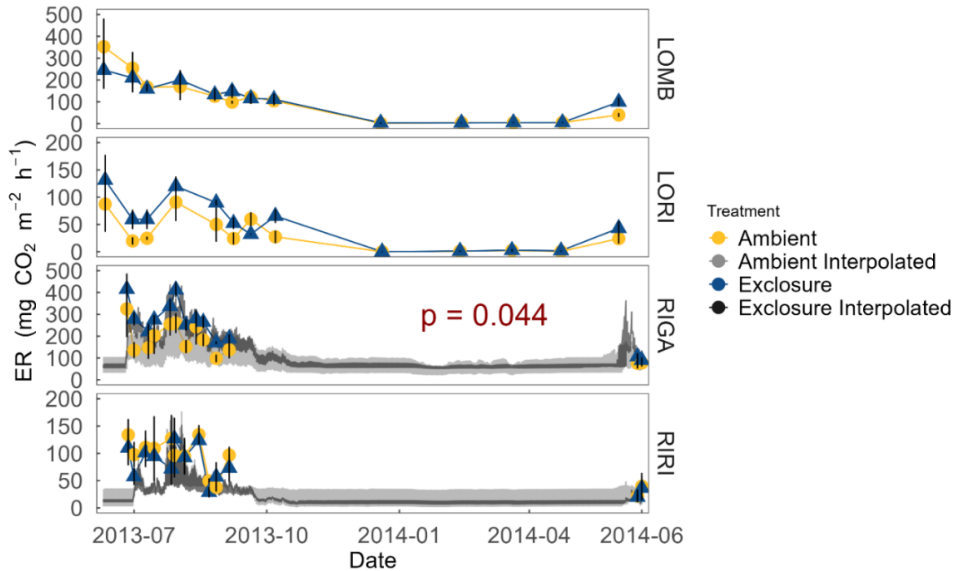 ER (mg CO₂ m⁻² h⁻¹)
500
400
300
200
100
0
LOMB
200
150
100
50
0
LORI
500
400
300
200
100
0
p = 0.044
RIGA
200
150
100
50
0
RIRI
2013-07 2013-10 2014-01 2014-04 2014-06
Date
Treatment
Ambient
Ambient Interpolated
Exclosure
Exclosure Interpolated